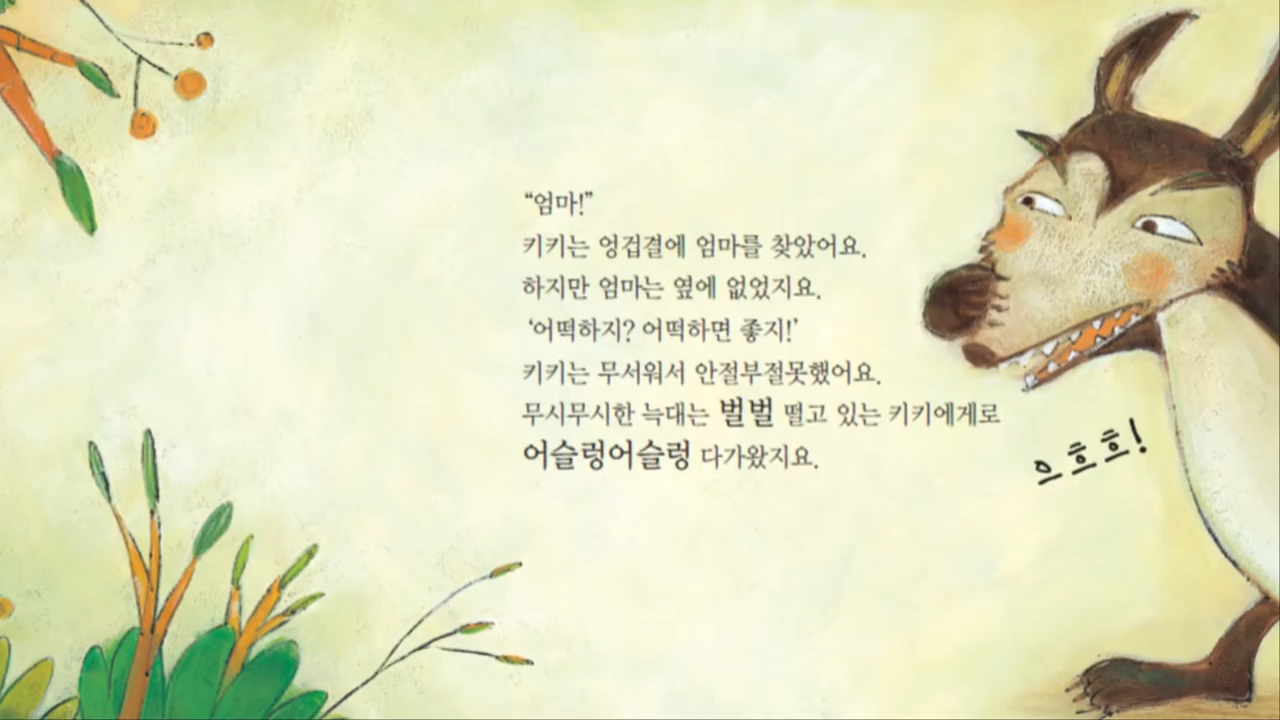 “엄마!”
키키는 엉겁결에 엄마를 찾았어요.
하지만 엄마는 옆에 없었지요.
‘어떡하지? 어떡하면 좋지!’
키키는 무서워서 안절부절못했어요.
무시무시한 늑대는 벌벌 떨고 있는 키키에게로
어슬렁어슬렁 다가왔지요.
으흐흐!